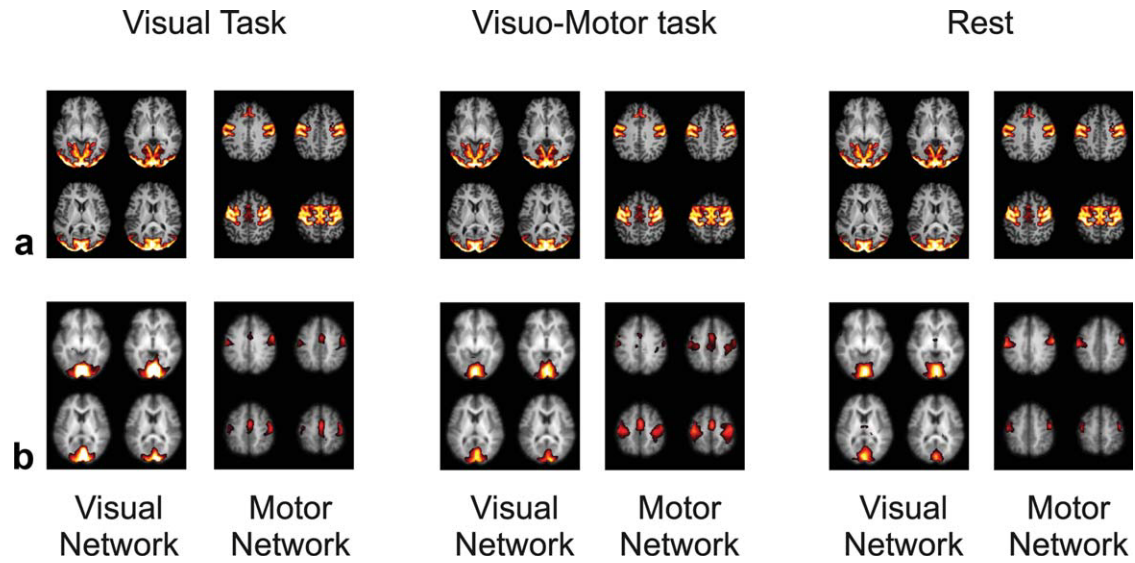 Visual Task
Visuo-Motor task
Rest
a
b
Visual
Network
Motor
Network
Visual
Network
Motor
Network
Visual
Network
Motor
Network